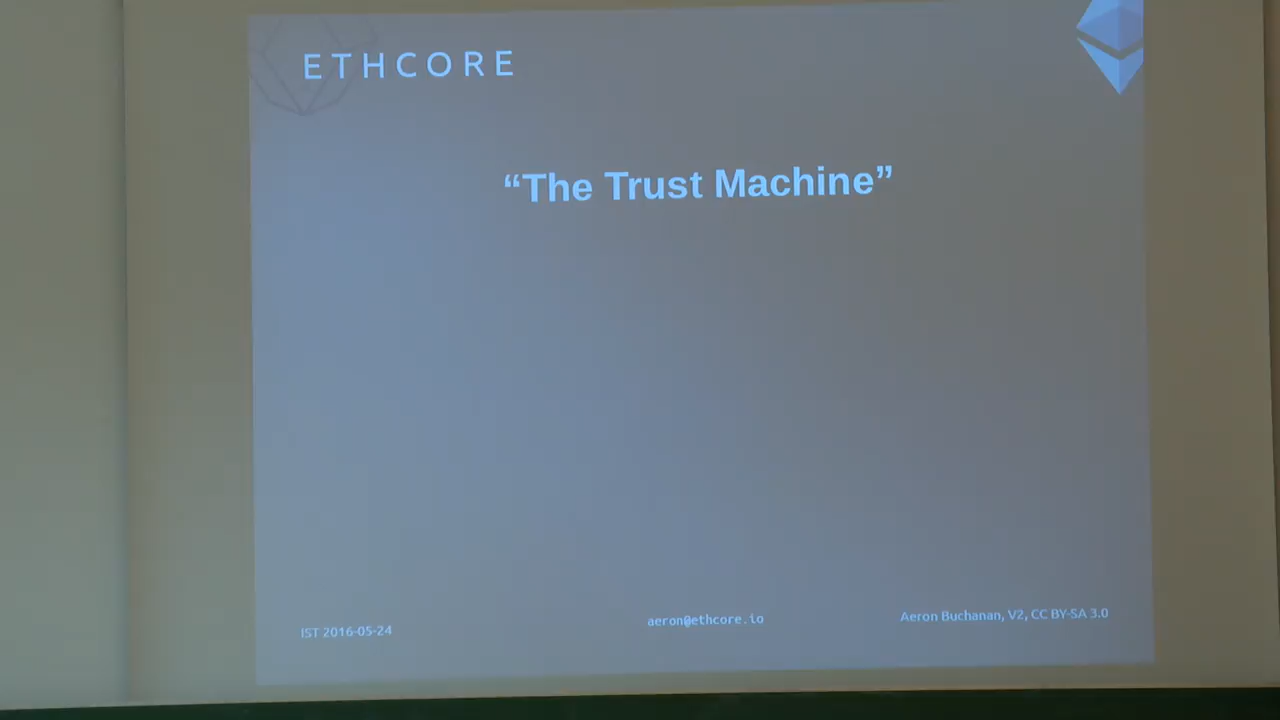 ETHCORE
“The Trust Machine”
IST 2016-05-24
aeron@ethcore.io
Aeron Buchanan, V2, CC BY-SA 3.0